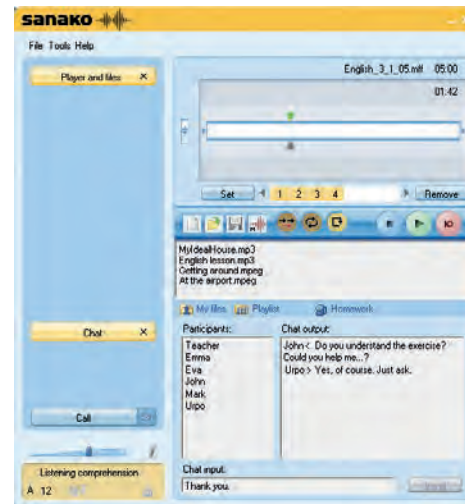 sanako
File Tools Help
Player and files ×
English_3_1_05.mff 05:00
01:42
Set 1 2 3 4 Remove
MyIdealHouse.mp3
English lesson.mp3
Getting around.mpeg
At the airport.mpeg
My files Playlist Homework
Chat ×
Participants: Chat output:
Teacher
Emma
Eva
John
Mark
Urpo
John< Do you understand the exercise?
Could you help me...?
Urpo> Yes, of course. Just ask.
Call
Listening comprehension
A 12
Chat input:
Thank you.